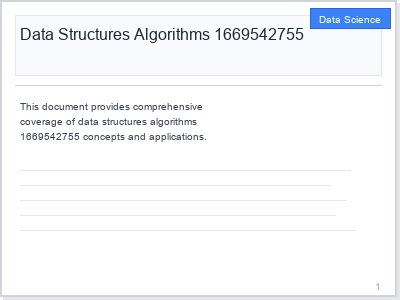 Data Science
Data Structures Algorithms 1669542755
This document provides comprehensive
coverage of data structures algorithms
1669542755 concepts and applications.
1